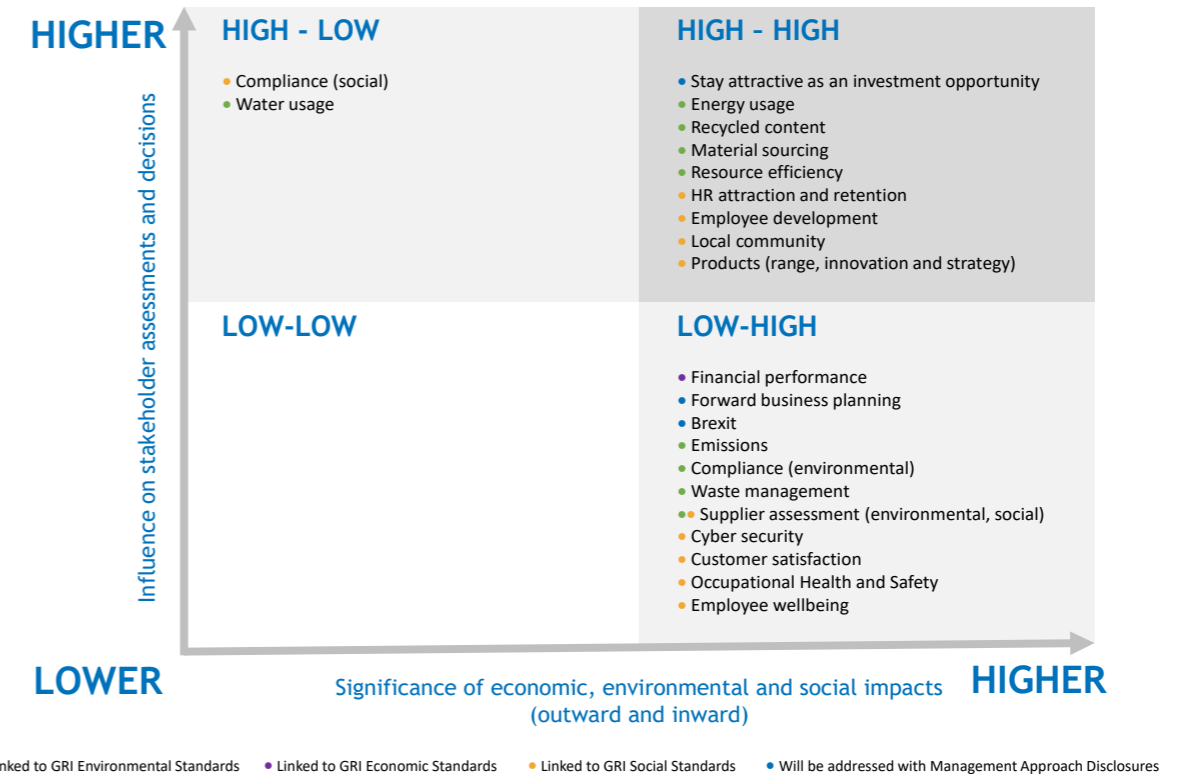 HIGHER
HIGH - LOW
• Compliance (social)
• Water usage
HIGH – HIGH
• Stay attractive as an investment opportunity
• Energy usage
• Recycled content
• Material sourcing
• Resource efficiency
• HR attraction and retention
• Employee development
• Local community
• Products (range, innovation and strategy)
Influence on stakeholder assessments and decisions
LOW-LOW
LOW-HIGH
• Financial performance
• Forward business planning
• Brexit
• Emissions
• Compliance (environmental)
• Waste management
•• Supplier assessment (environmental, social)
• Cyber security
• Customer satisfaction
• Occupational Health and Safety
• Employee wellbeing
LOWER
Significance of economic, environmental and social impacts
(outward and inward)
HIGHER
nked to GRI Environmental Standards • Linked to GRI Economic Standards • Linked to GRI Social Standards • Will be addressed with Management Approach Disclosures